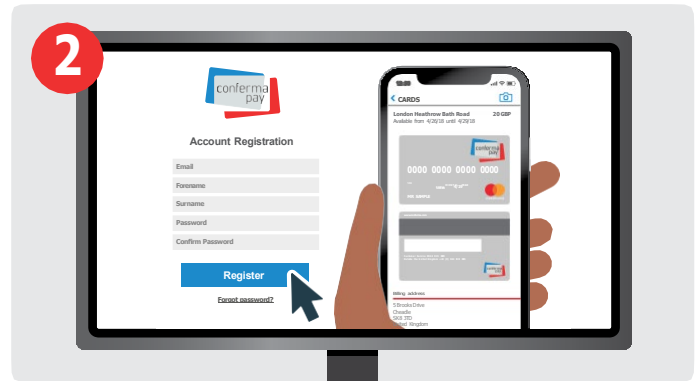 2
conferma
pay
Account Registration
Email
Forename
Surname
Password
Confirm Password
Register
Forgot password?
CARDS
London Heathrow Bath Road 20 GBP
Available from 4/28/18 until 4/29/18
conferma
pay
0000 0000 0000 0000
Billing address
5 Brooke Drive
Cheadle
SK8 3TD
United Kingdom